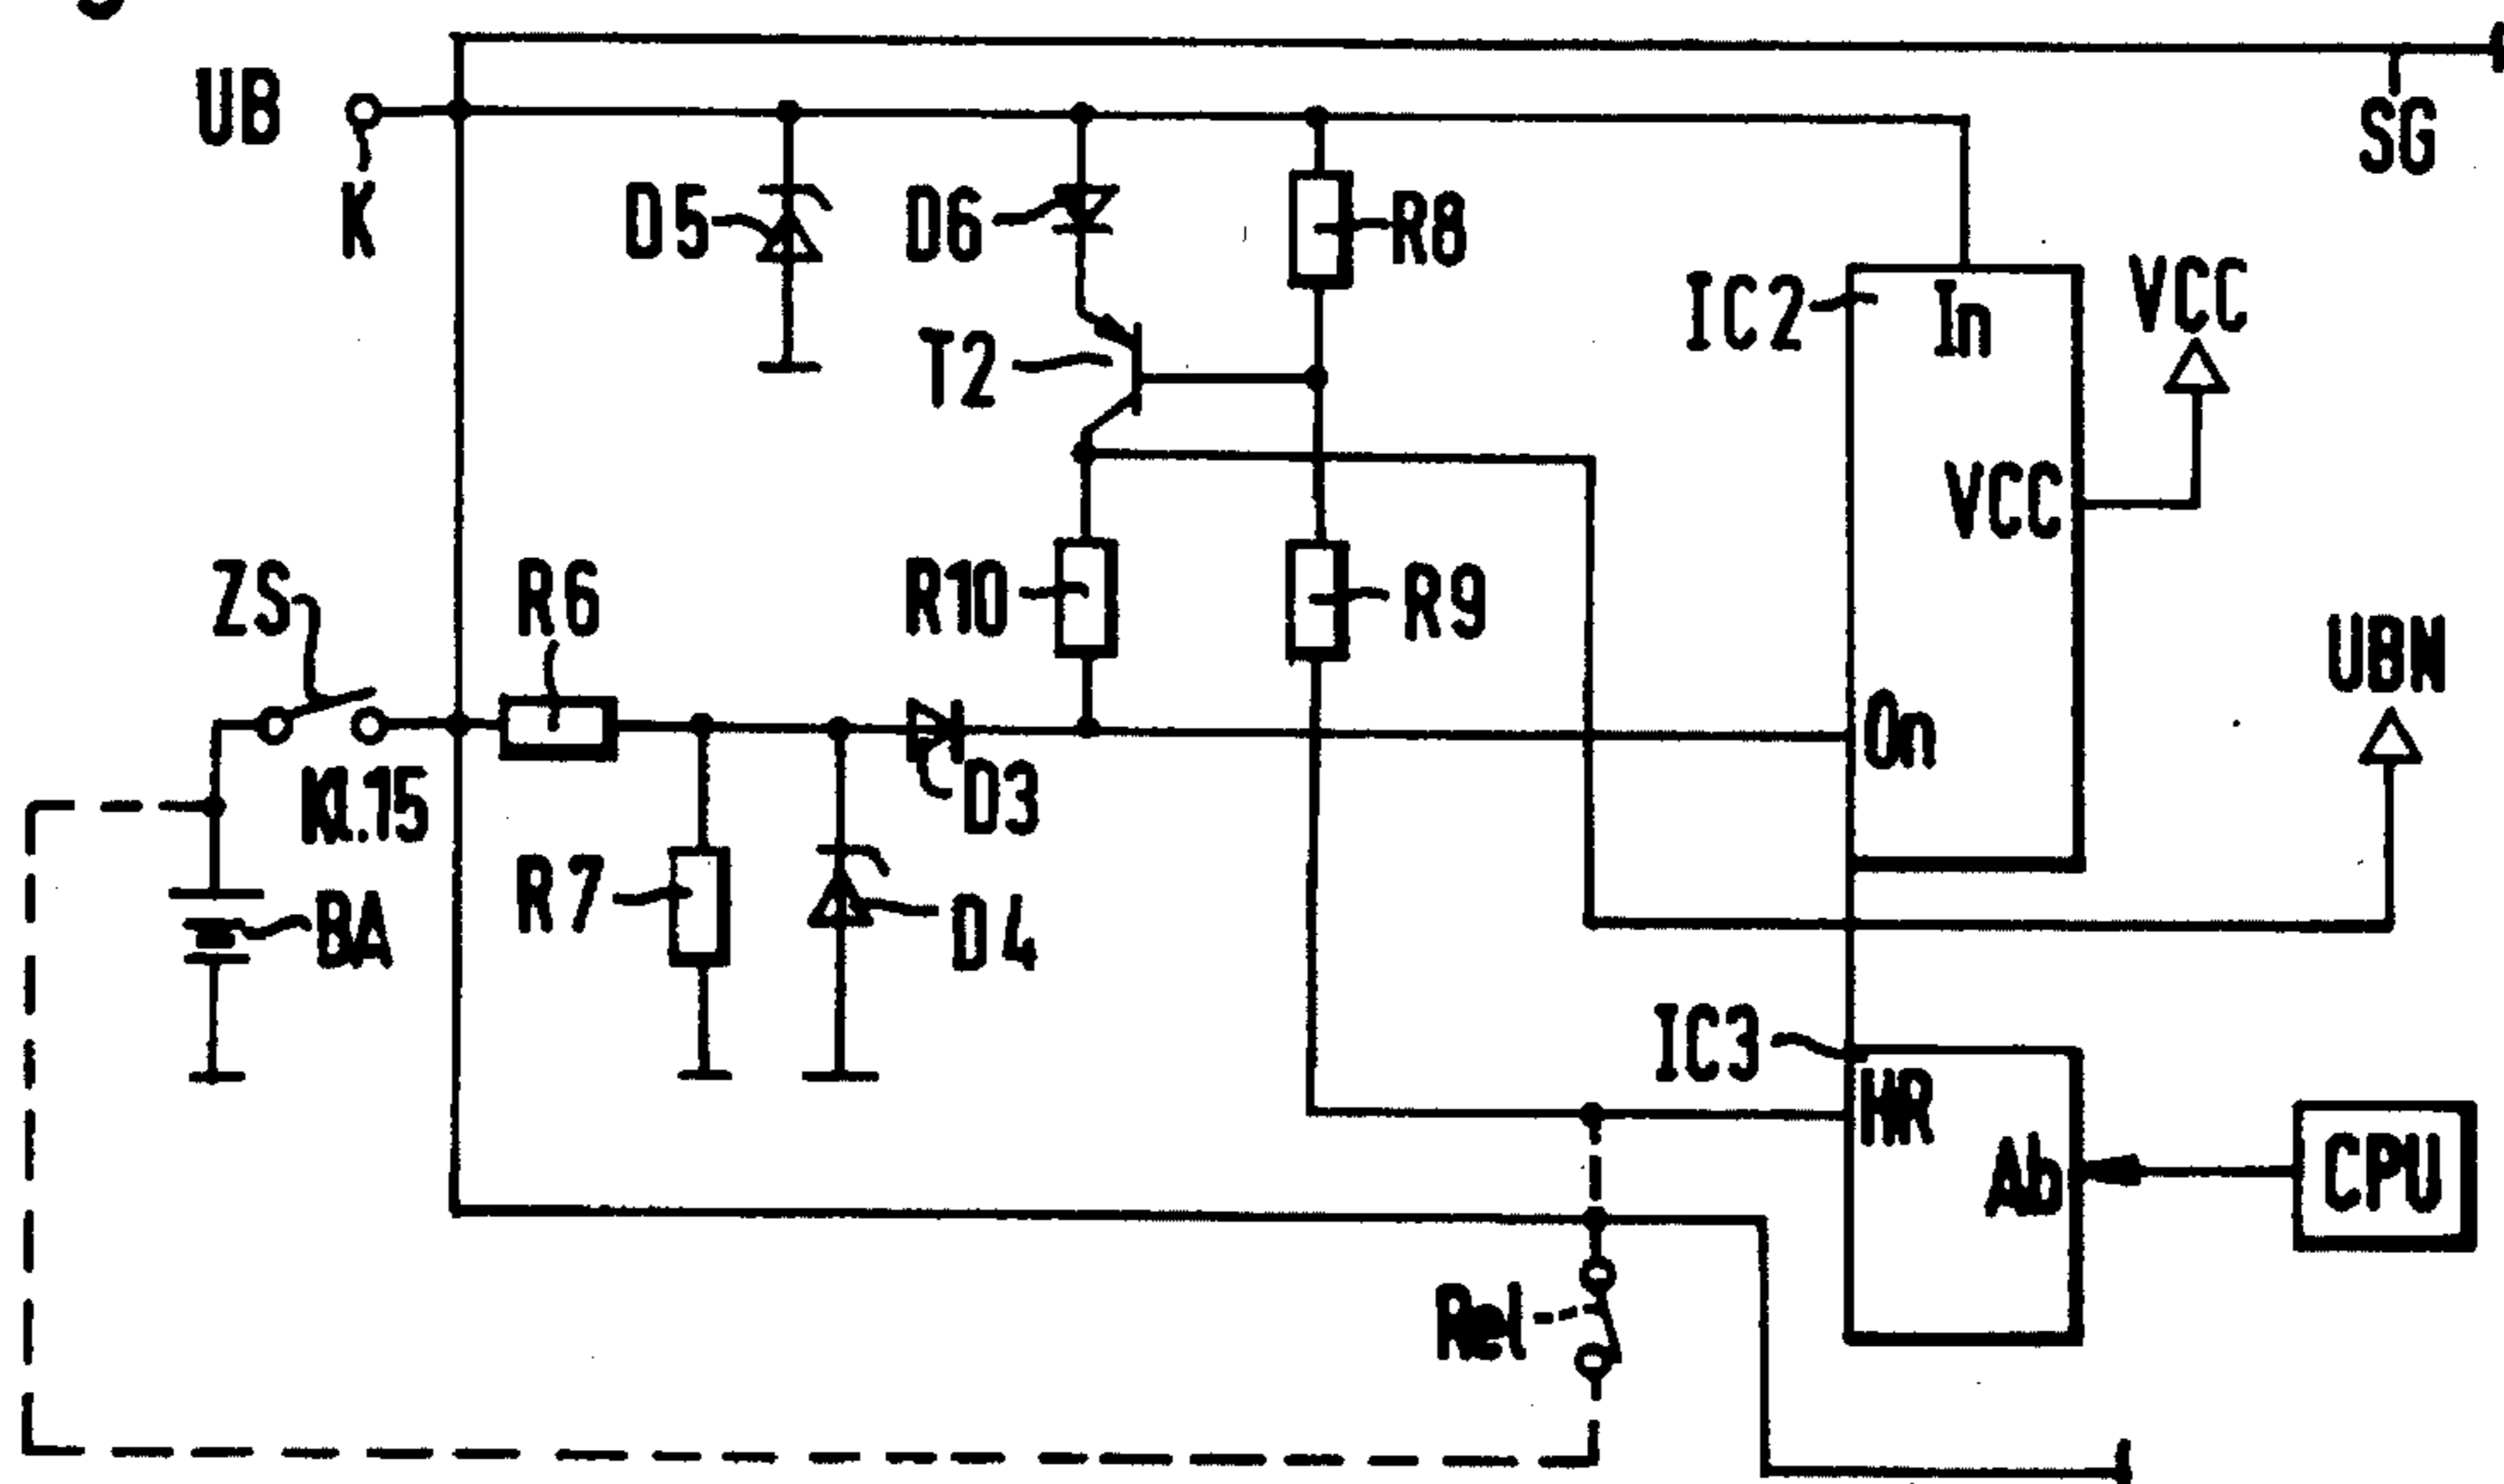 UB
SG
K
D5
D6
R8
IC2
In
VCC
T2
VCC
ZS
R6
R10
R9
UBN
On
Kl.15
D3
R7
BA
D4
IC3
HR
Ab
CPU
Rel